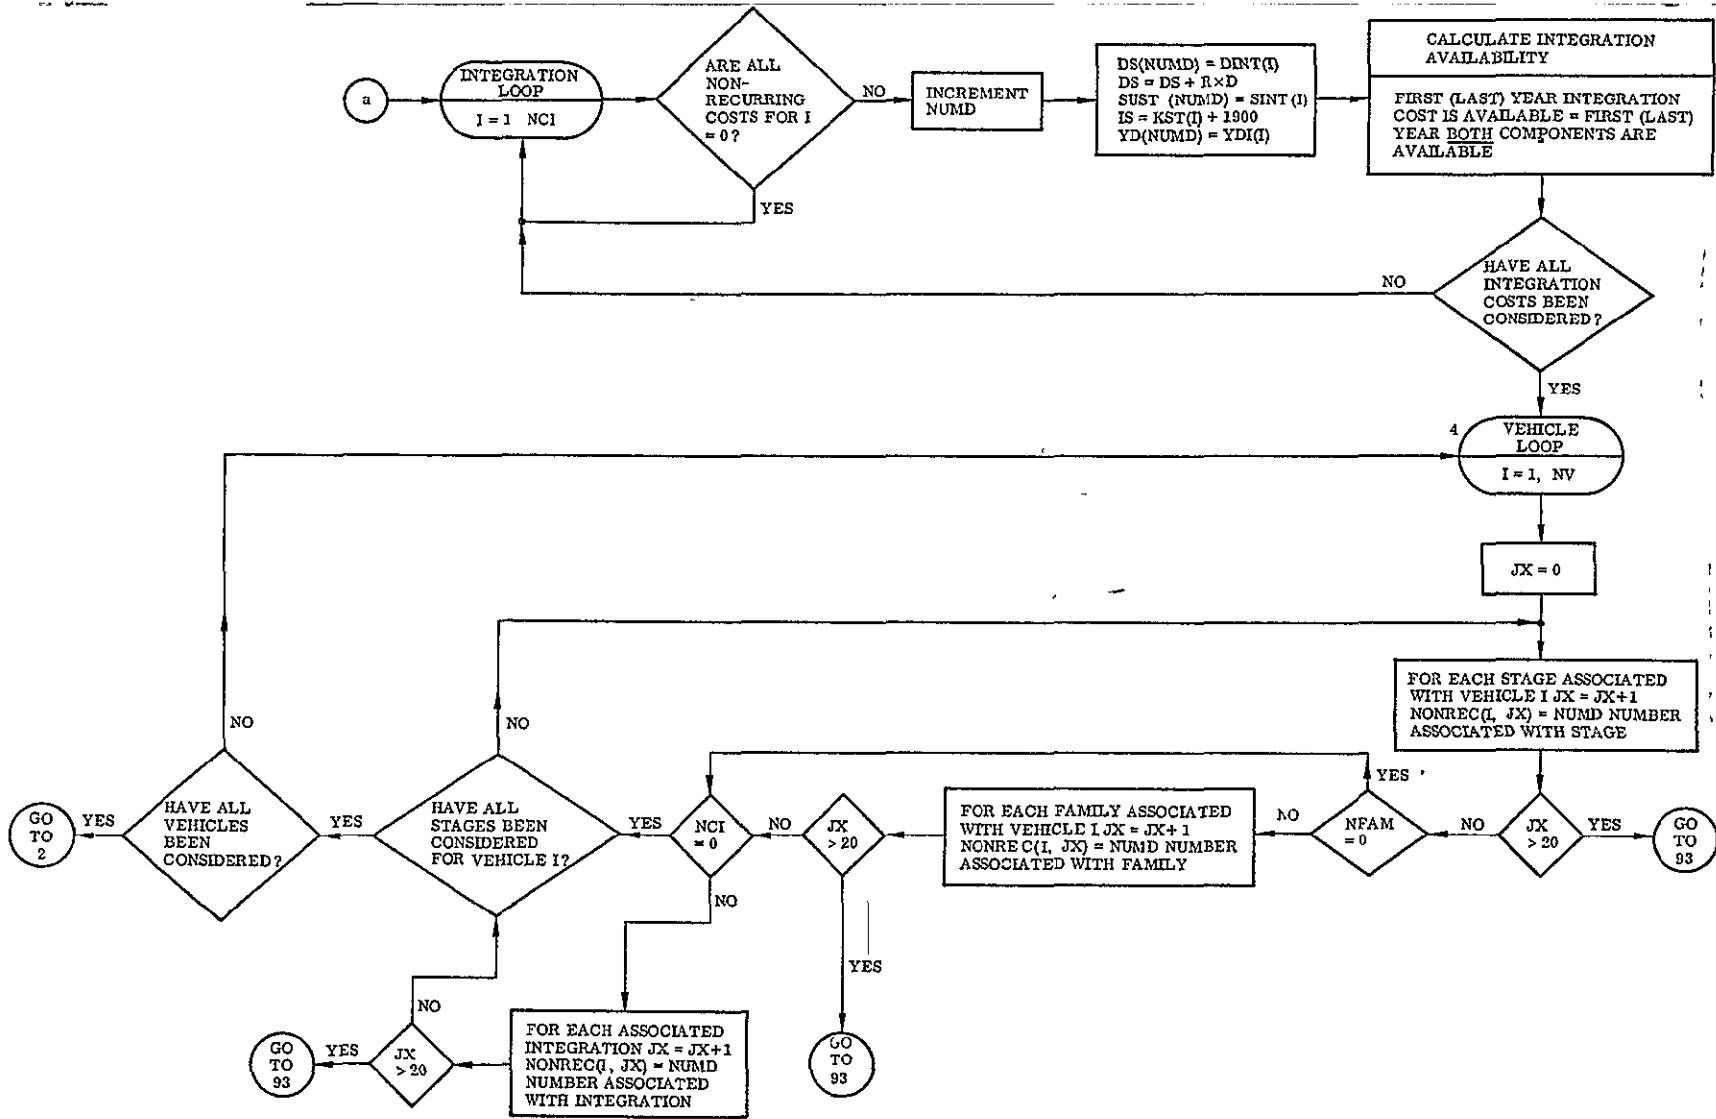 a
INTEGRATION
LOOP
I = 1 NCI
ARE ALL
NON-
RECURRING
COSTS FOR I
= 0?
NO
YES
INCREMENT
NUMD
DS(NUMD) = DINT(I)
DS = DS + R×D
SUST (NUMD) = SINT(I)
IS = KST(I) + 1900
YD(NUMD) = YDI(I)
CALCULATE INTEGRATION
AVAILABILITY
FIRST (LAST) YEAR INTEGRATION
COST IS AVAILABLE = FIRST (LAST)
YEAR BOTH COMPONENTS ARE
AVAILABLE
HAVE ALL
INTEGRATION
COSTS BEEN
CONSIDERED?
NO
YES
4
VEHICLE
LOOP
I = 1, NV
JX = 0
FOR EACH STAGE ASSOCIATED
WITH VEHICLE I JX = JX+1
NONREC(I, JX) = NUMD NUMBER
ASSOCIATED WITH STAGE
JX
> 20
YES
GO
TO
93
NO
NFAM
= 0
YES
NO
FOR EACH FAMILY ASSOCIATED
WITH VEHICLE I JX = JX+1
NONREC(I, JX) = NUMD NUMBER
ASSOCIATED WITH FAMILY
JX
> 20
YES
GO
TO
93
NO
NCI
= 0
YES
NO
FOR EACH ASSOCIATED
INTEGRATION JX = JX+1
NONREC(I, JX) = NUMD
NUMBER ASSOCIATED
WITH INTEGRATION
JX
> 20
YES
GO
TO
93
NO
HAVE ALL
STAGES BEEN
CONSIDERED
FOR VEHICLE I?
NO
YES
HAVE ALL
VEHICLES
BEEN
CONSIDERED?
NO
YES
GO
TO
2